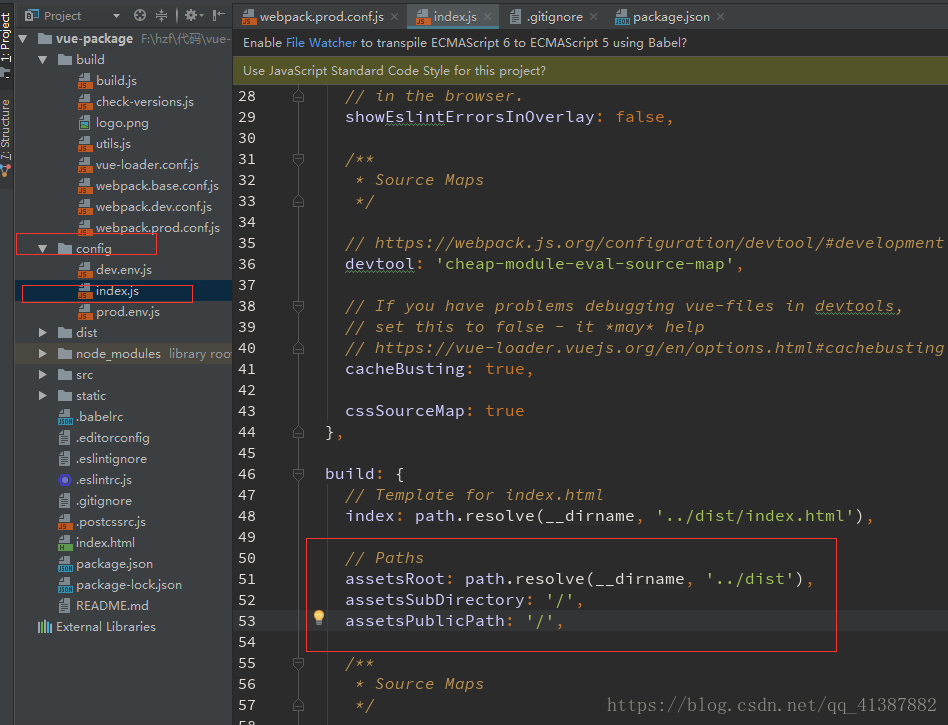 Project
webpack.prod.conf.js
index.js
.gitignore
package.json
1: Project
7: Structure
vue-package F:\hzf\代码\vue-
build
build.js
check-versions.js
logo.png
utils.js
vue-loader.conf.js
webpack.base.conf.js
webpack.dev.conf.js
webpack.prod.conf.js
config
dev.env.js
index.js
prod.env.js
dist
node_modules library roo
src
static
.babelrc
.editorconfig
.eslintignore
.eslintrc.js
.gitignore
.postcssrc.js
index.html
package.json
package-lock.json
README.md
External Libraries
Enable File Watcher to transpile ECMAScript 6 to ECMAScript 5 using Babel?
Use JavaScript Standard Code Style for this project?
28 // in the browser.
29 showEslintErrorsInOverlay: false,
30
31 /**
32 * Source Maps
33 */
34
35 // https://webpack.js.org/configuration/devtool/#development
36 devtool: 'cheap-module-eval-source-map',
37
38 // If you have problems debugging vue-files in devtools,
39 // set this to false - it *may* help
40 // https://vue-loader.vuejs.org/en/options.html#cachebusting
41 cacheBusting: true,
42
43 cssSourceMap: true
44 },
45
46 build: {
47 // Template for index.html
48 index: path.resolve(__dirname, '../dist/index.html'),
49
50 // Paths
51 assetsRoot: path.resolve(__dirname, '../dist'),
52 assetsSubDirectory: '/',
53 assetsPublicPath: '/',
54
55 /**
56 * Source Maps
57 */
https://blog.csdn.net/qq_41387882